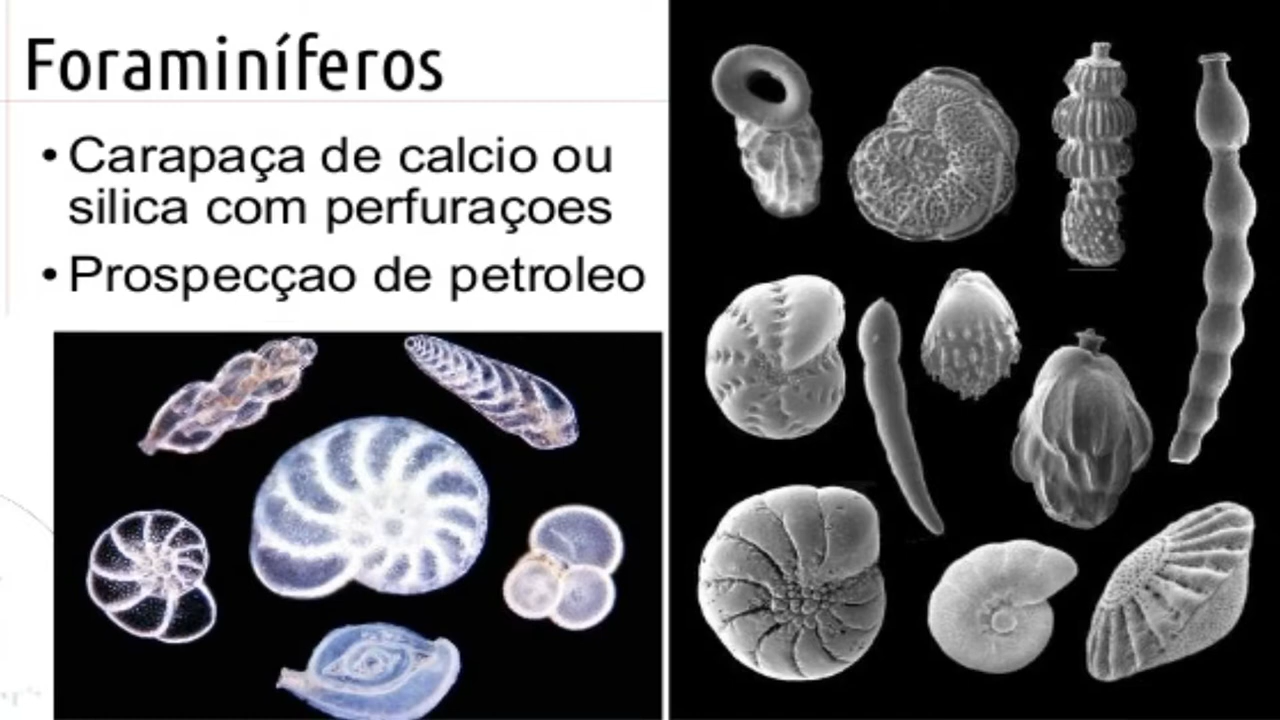 Foraminíferos
• Carapaça de calcio ou
silica com perfuraçoes
• Prospecçao de petroleo